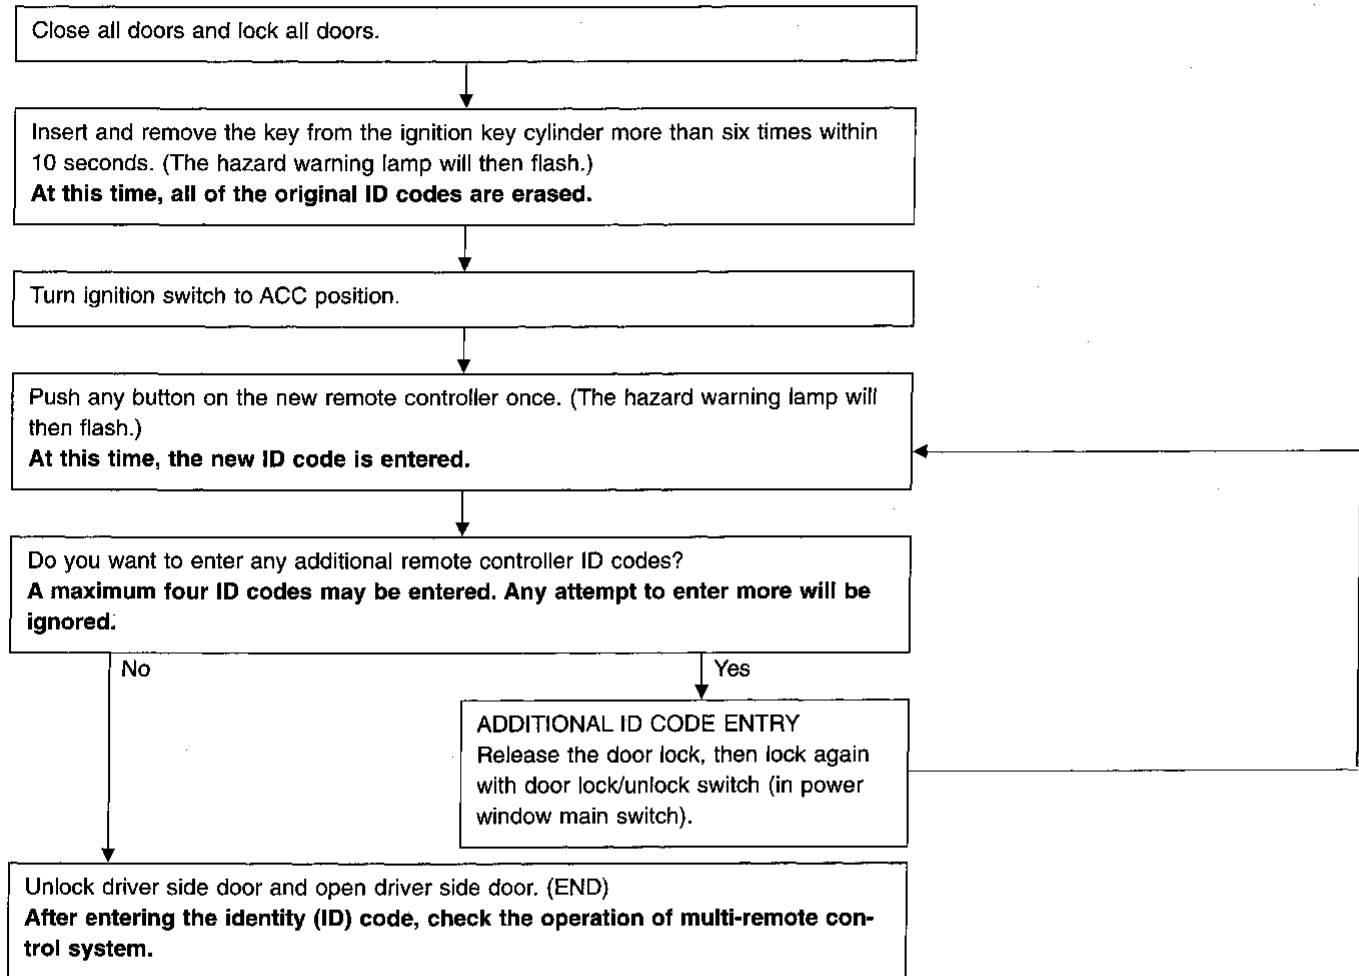 Close all doors and lock all doors.
Insert and remove the key from the ignition key cylinder more than six times within
10 seconds. (The hazard warning lamp will then flash.)
At this time, all of the original ID codes are erased.
Turn ignition switch to ACC position.
Push any button on the new remote controller once. (The hazard warning lamp will
then flash.)
At this time, the new ID code is entered.
Do you want to enter any additional remote controller ID codes?
A maximum four ID codes may be entered. Any attempt to enter more will be
ignored.
No
Yes
ADDITIONAL ID CODE ENTRY
Release the door lock, then lock again
with door lock/unlock switch (in power
window main switch).
Unlock driver side door and open driver side door. (END)
After entering the identity (ID) code, check the operation of multi-remote con-
trol system.